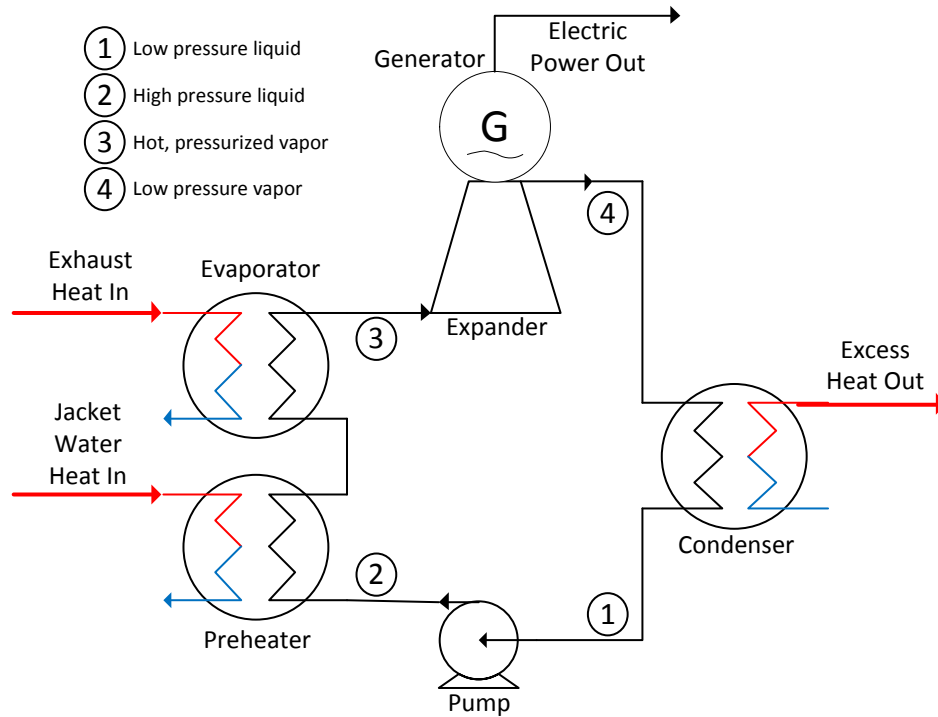 1 Low pressure liquid
2 High pressure liquid
3 Hot, pressurized vapor
4 Low pressure vapor
Electric
Power Out
Generator
G
4
Exhaust
Heat In
Evaporator
3
Expander
Excess
Heat Out
Jacket
Water
Heat In
Condenser
2
1
Preheater
Pump